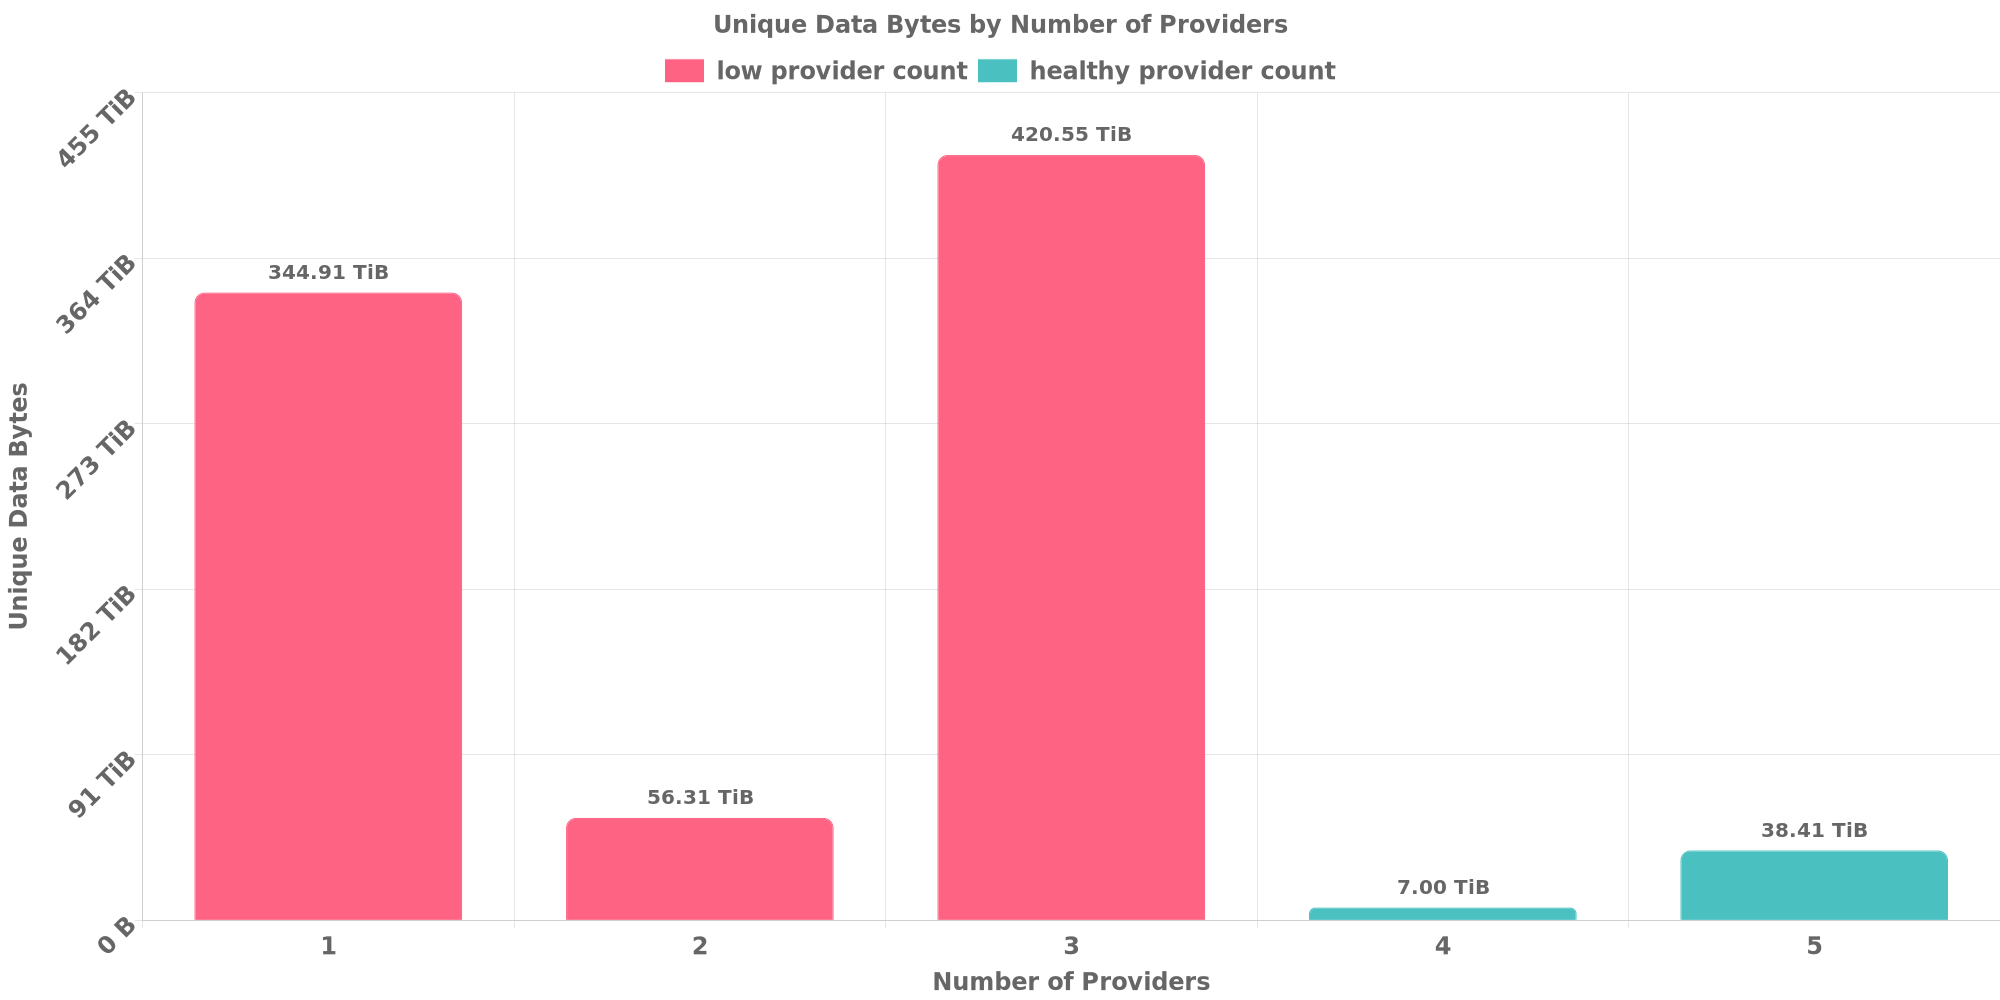 Unique Data Bytes by Number of Providers
low provider count
healthy provider count
455 TiB
364 TiB
273 TiB
182 TiB
91 TiB
0 B
Unique Data Bytes
344.91 TiB
56.31 TiB
420.55 TiB
7.00 TiB
38.41 TiB
1
2
3
4
5
Number of Providers